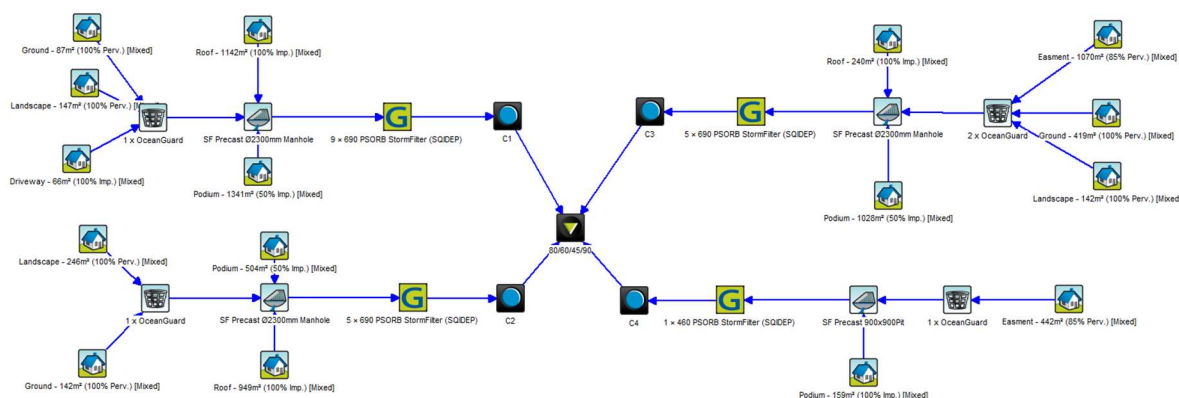 Ground - 87m² (100% Perv.) [Mixed]
Roof - 1142m² (100% Imp.) [Mixed]
Landscape - 147m² (100% Perv.) [Mixed]
1 x OceanGuard
SF Precast Ø2300mm Manhole
9 × 690 PSORB StormFilter (SQIDEP)
C1
Driveway - 66m² (100% Imp.) [Mixed]
Podium - 1341m² (50% Imp.) [Mixed]
Roof - 240m² (100% Imp.) [Mixed]
Easment - 1070m² (85% Perv.) [Mixed]
C3
5 × 690 PSORB StormFilter (SQIDEP)
SF Precast Ø2300mm Manhole
2 x OceanGuard
Ground - 419m² (100% Perv.) [Mixed]
Podium - 1028m² (50% Imp.) [Mixed]
Landscape - 142m² (100% Perv.) [Mixed]
80/60/45/90
Landscape - 246m² (100% Perv.) [Mixed]
Podium - 504m² (50% Imp.) [Mixed]
1 x OceanGuard
SF Precast Ø2300mm Manhole
5 × 690 PSORB StormFilter (SQIDEP)
C2
Ground - 142m² (100% Perv.) [Mixed]
Roof - 949m² (100% Imp.) [Mixed]
C4
1 × 460 PSORB StormFilter (SQIDEP)
SF Precast 900x900Pit
1 x OceanGuard
Easment - 442m² (85% Perv.) [Mixed]
Podium - 159m² (100% Imp.) [Mixed]